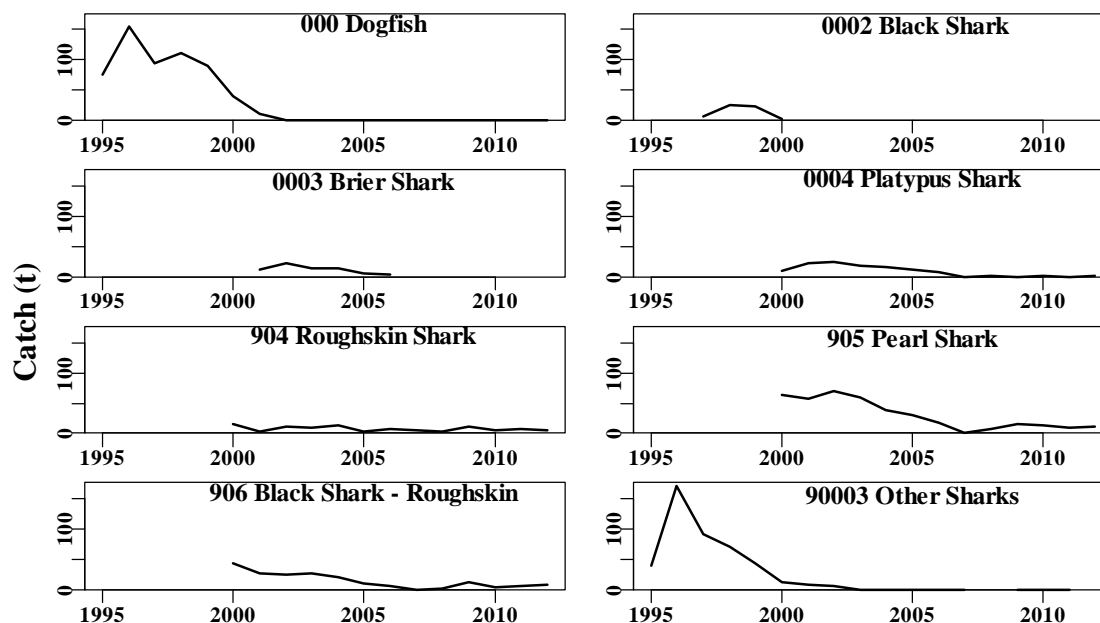 000 Dogfish
0
100
1995 2000 2005 2010
0002 Black Shark
0
100
1995 2000 2005 2010
0003 Brier Shark
0
100
1995 2000 2005 2010
0004 Platypus Shark
0
100
1995 2000 2005 2010
904 Roughskin Shark
0
100
1995 2000 2005 2010
905 Pearl Shark
0
100
1995 2000 2005 2010
906 Black Shark - Roughskin
0
100
1995 2000 2005 2010
90003 Other Sharks
0
100
1995 2000 2005 2010
Catch (t)